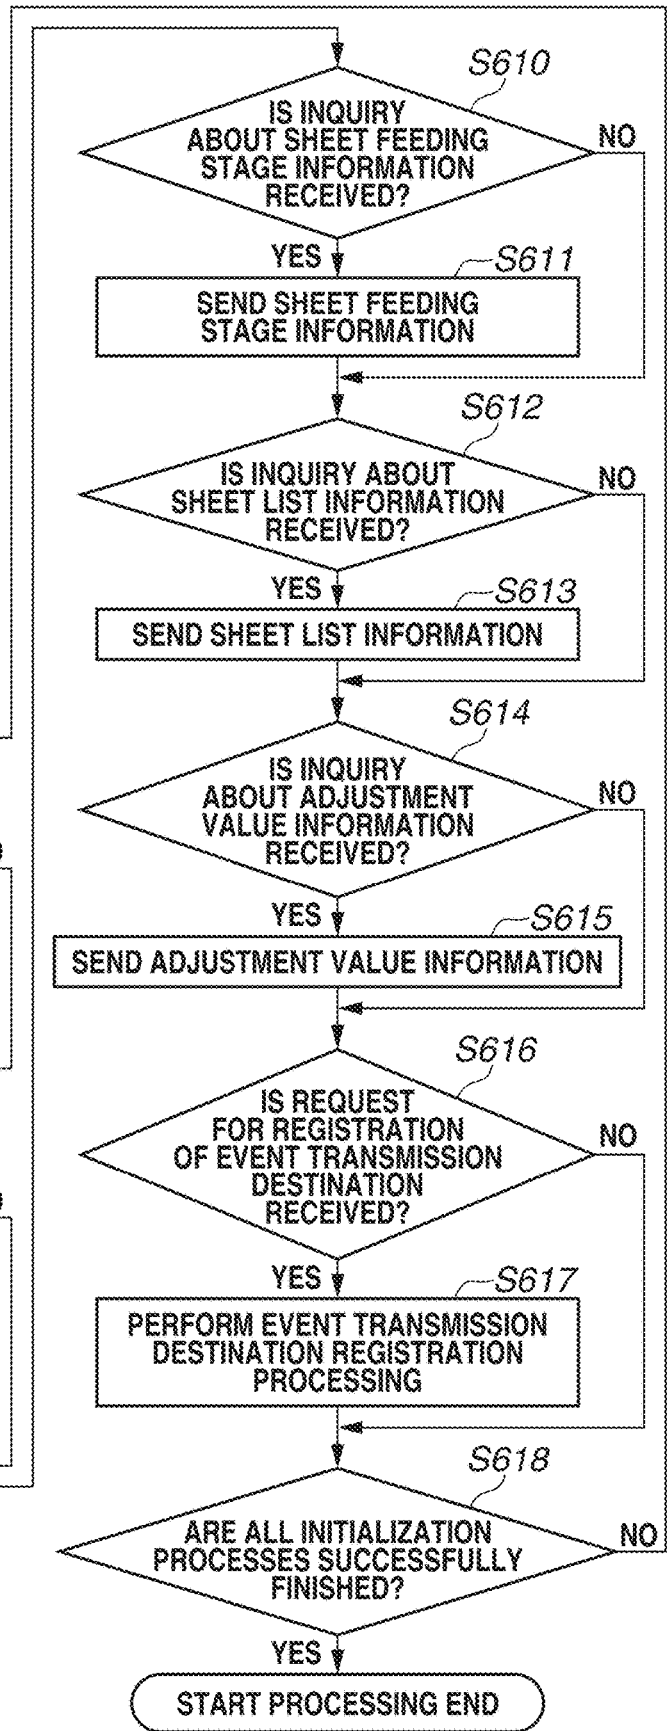 S610
IS INQUIRY
ABOUT SHEET FEEDING
STAGE INFORMATION
RECEIVED?
NO
YES
S611
SEND SHEET FEEDING
STAGE INFORMATION
S612
IS INQUIRY ABOUT
SHEET LIST INFORMATION
RECEIVED?
NO
YES
S613
SEND SHEET LIST INFORMATION
S614
IS INQUIRY
ABOUT ADJUSTMENT
VALUE INFORMATION
RECEIVED?
NO
YES
S615
SEND ADJUSTMENT VALUE INFORMATION
S616
IS REQUEST
FOR REGISTRATION
OF EVENT TRANSMISSION
DESTINATION
RECEIVED?
NO
YES
S617
PERFORM EVENT TRANSMISSION
DESTINATION REGISTRATION
PROCESSING
S618
ARE ALL INITIALIZATION
PROCESSES SUCCESSFULLY
FINISHED?
NO
YES
START PROCESSING END